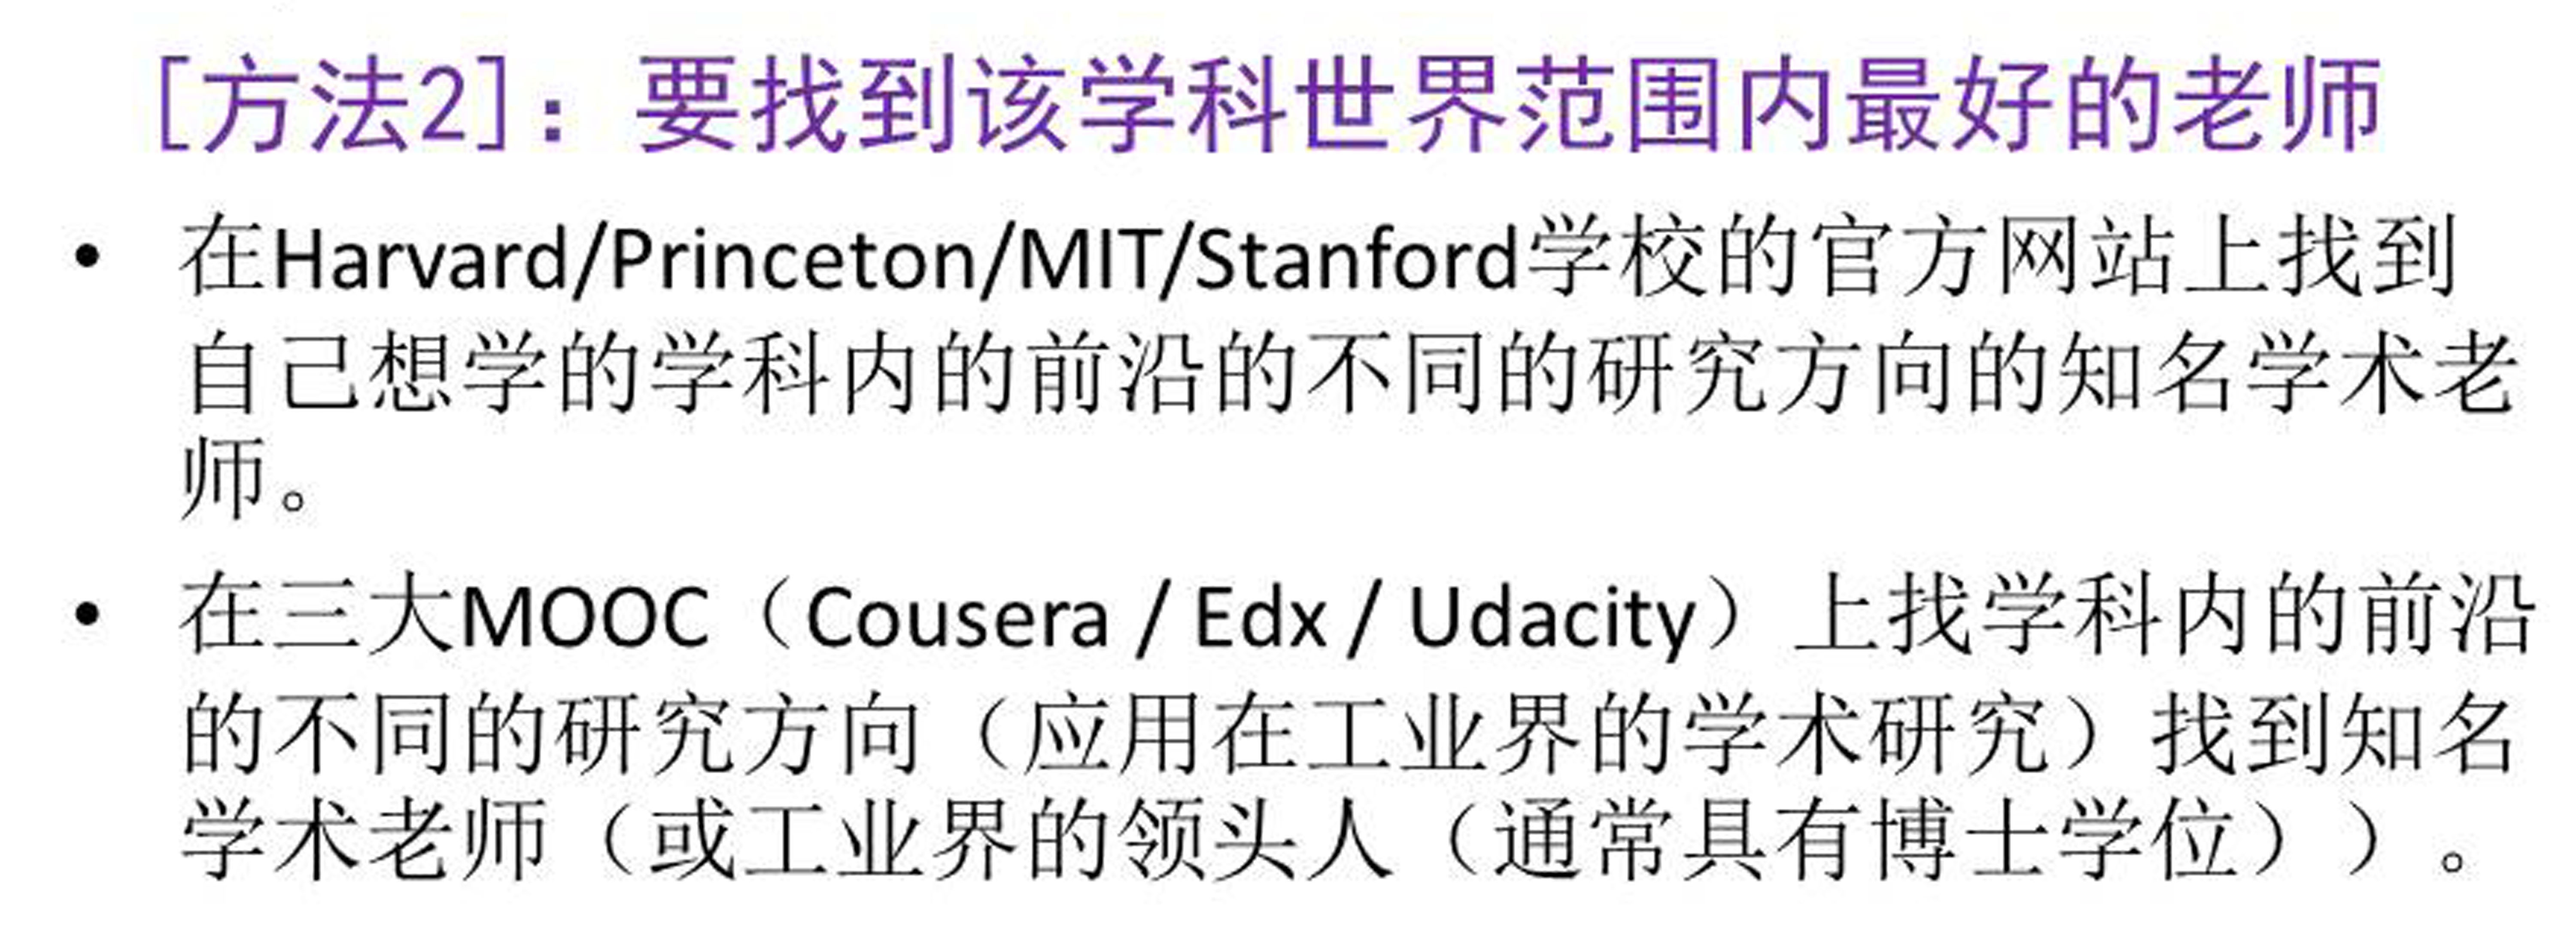 [方法2]：要找到该学科世界范围内最好的老师
• 在Harvard/Princeton/MIT/Stanford学校的官方网站上找到
自己想学的学科内的前沿的不同的研究方向的知名学术老
师。
• 在三大MOOC（Cousera / Edx / Udacity）上找学科内的前沿
的不同的研究方向（应用在工业界的学术研究）找到知名
学术老师（或工业界的领头人（通常具有博士学位））。